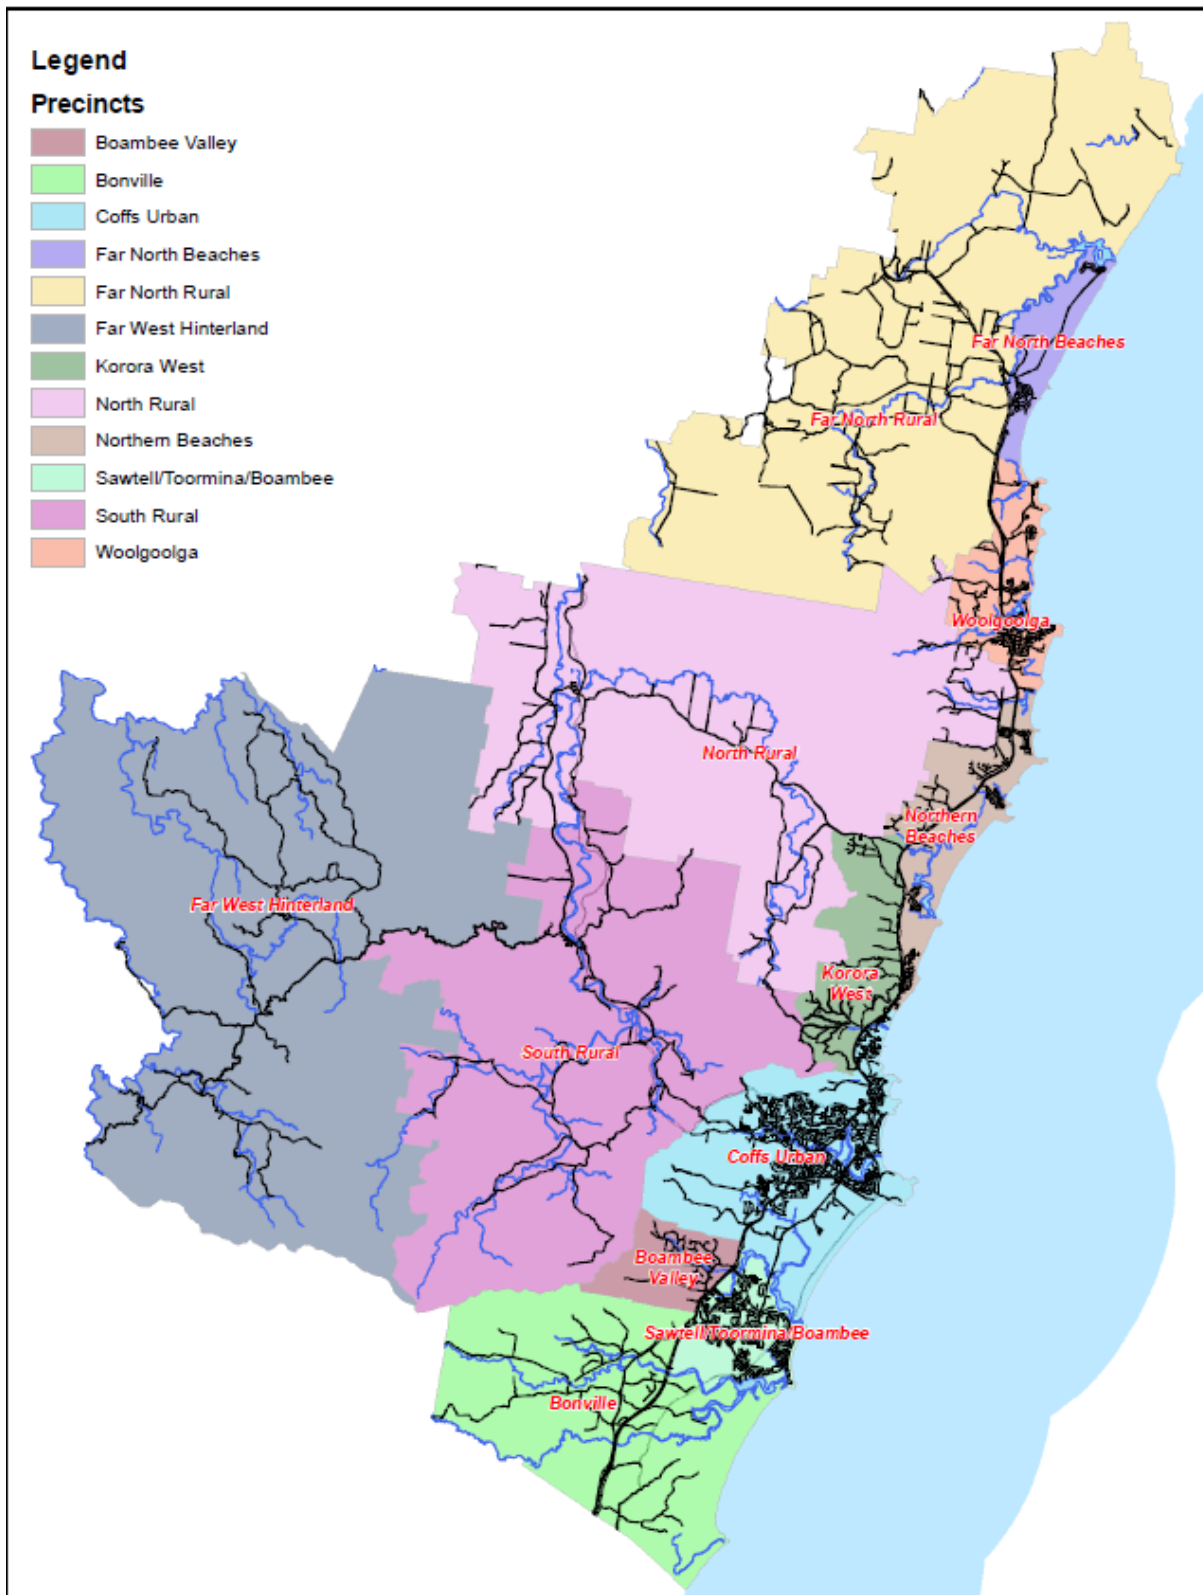 Legend
Precincts
Boambee Valley
Bonville
Coffs Urban
Far North Beaches
Far North Rural
Far West Hinterland
Korora West
North Rural
Northern Beaches
Sawtell/Toormina/Boambee
South Rural
Woolgoolga
Far North Beaches
Far North Rural
Woolgoolga
North Rural
Northern
Beaches
Far West Hinterland
Korora
West
South Rural
Coffs Urban
Boambee
Valley
Sawtell/Toormina/Boambee
Bonville